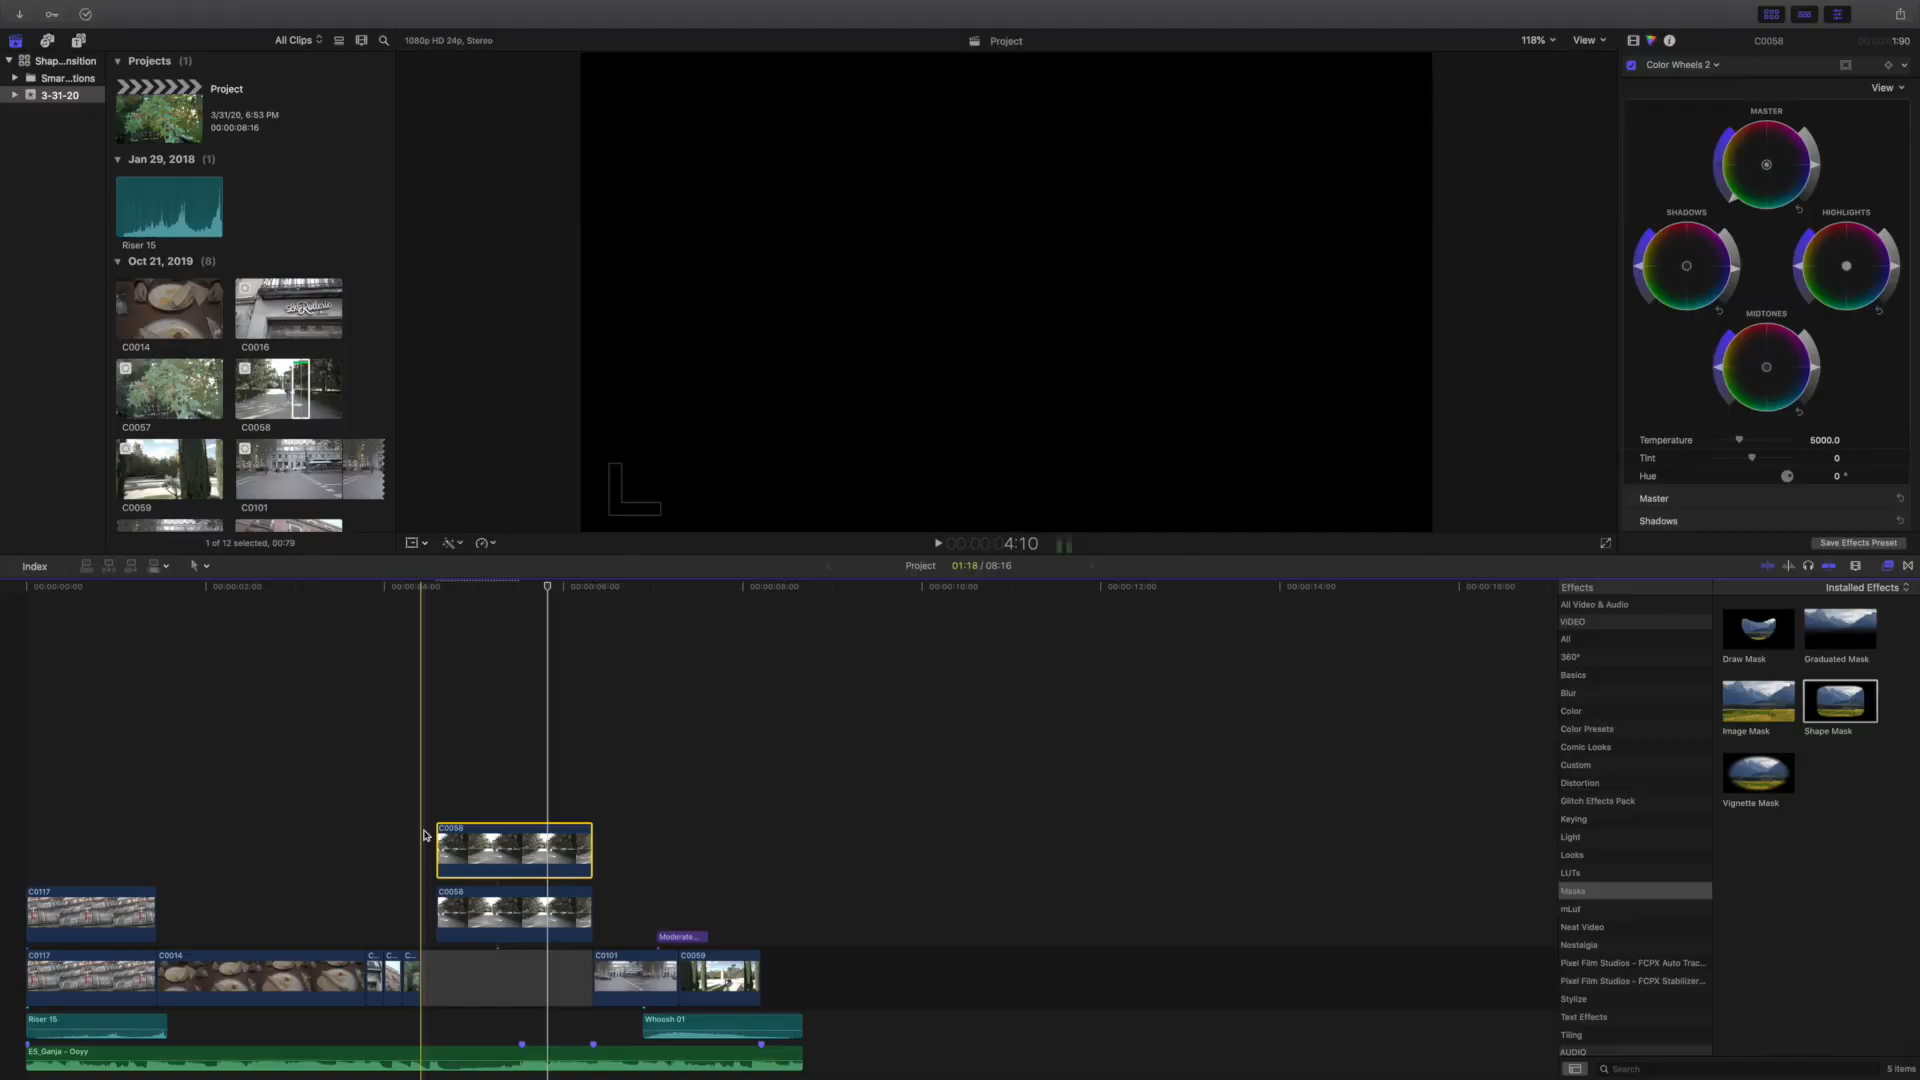 All Clips
1080p HD 24p, Stereo
Project
118%
View
C0058
1:90
Shap...nsition
Smar...tions
3-31-20
Projects (1)
Project
3/31/20, 6:53 PM
00:00:08:16
Jan 29, 2018 (1)
Riser 15
Oct 21, 2019 (8)
C0014
C0016
C0057
C0058
C0059
C0101
1 of 12 selected, 00:79
Color Wheels 2
View
MASTER
SHADOWS
HIGHLIGHTS
MIDTONES
Temperature 5000.0
Tint 0
Hue 0 °
Master
Shadows
Save Effects Preset
00:00:04:10
Index
Project 01:18 / 08:16
00:00:00:00
00:00:02:00
00:00:04:00
00:00:06:00
00:00:08:00
00:00:10:00
00:00:12:00
00:00:14:00
00:00:16:00
C0058
C0117
C0058
Moderate...
C0117
C0014
C...
C...
C...
C0101
C0059
Riser 15
Whoosh 01
ES_Ganja - Ooyy
Effects
Installed Effects
All Video & Audio
VIDEO
All
360°
Basics
Blur
Color
Color Presets
Comic Looks
Custom
Distortion
Glitch Effects Pack
Keying
Light
Looks
LUTs
Masks
mLut
Neat Video
Nostalgia
Pixel Film Studios - FCPX Auto Trac...
Pixel Film Studios - FCPX Stabilizer...
Stylize
Text Effects
Tiling
AUDIO
Draw Mask
Graduated Mask
Image Mask
Shape Mask
Vignette Mask
Search
5 items